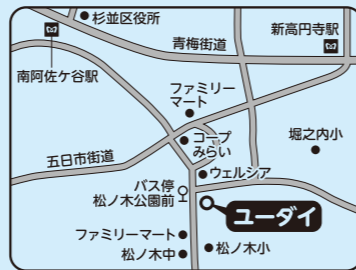 杉並区役所
青梅街道
新高円寺駅
南阿佐ケ谷駅
ファミリー
マート
コープ
みらい
堀之内小
五日市街道
ウェルシア
バス停
松ノ木公園前
ユーダイ
ファミリーマート
松ノ木中
松ノ木小